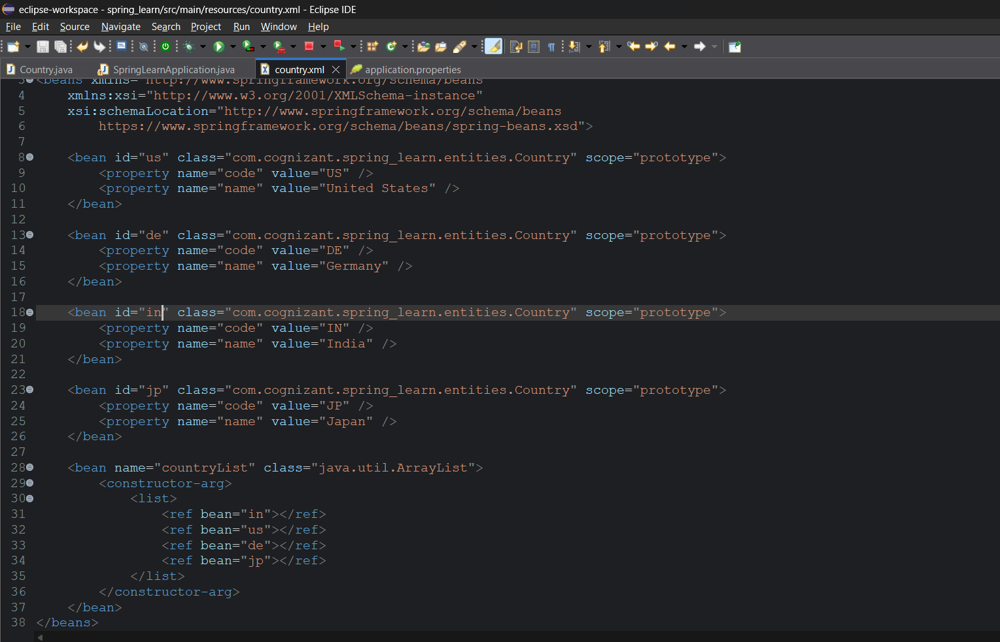 eclipse-workspace - spring_learn/src/main/resources/country.xml - Eclipse IDE
File Edit Source Navigate Search Project Run Window Help
Country.java SpringLearnApplication.java country.xml application.properties
3 <beans xmlns="http://www.springframework.org/schema/beans"
4 xmlns:xsi="http://www.w3.org/2001/XMLSchema-instance"
5 xsi:schemaLocation="http://www.springframework.org/schema/beans
6 https://www.springframework.org/schema/beans/spring-beans.xsd">
7
8 <bean id="us" class="com.cognizant.spring_learn.entities.Country" scope="prototype">
9 <property name="code" value="US" />
10 <property name="name" value="United States" />
11 </bean>
12
13 <bean id="de" class="com.cognizant.spring_learn.entities.Country" scope="prototype">
14 <property name="code" value="DE" />
15 <property name="name" value="Germany" />
16 </bean>
17
18 <bean id="in" class="com.cognizant.spring_learn.entities.Country" scope="prototype">
19 <property name="code" value="IN" />
20 <property name="name" value="India" />
21 </bean>
22
23 <bean id="jp" class="com.cognizant.spring_learn.entities.Country" scope="prototype">
24 <property name="code" value="JP" />
25 <property name="name" value="Japan" />
26 </bean>
27
28 <bean name="countryList" class="java.util.ArrayList">
29 <constructor-arg>
30 <list>
31 <ref bean="in"></ref>
32 <ref bean="us"></ref>
33 <ref bean="de"></ref>
34 <ref bean="jp"></ref>
35 </list>
36 </constructor-arg>
37 </bean>
38 </beans>